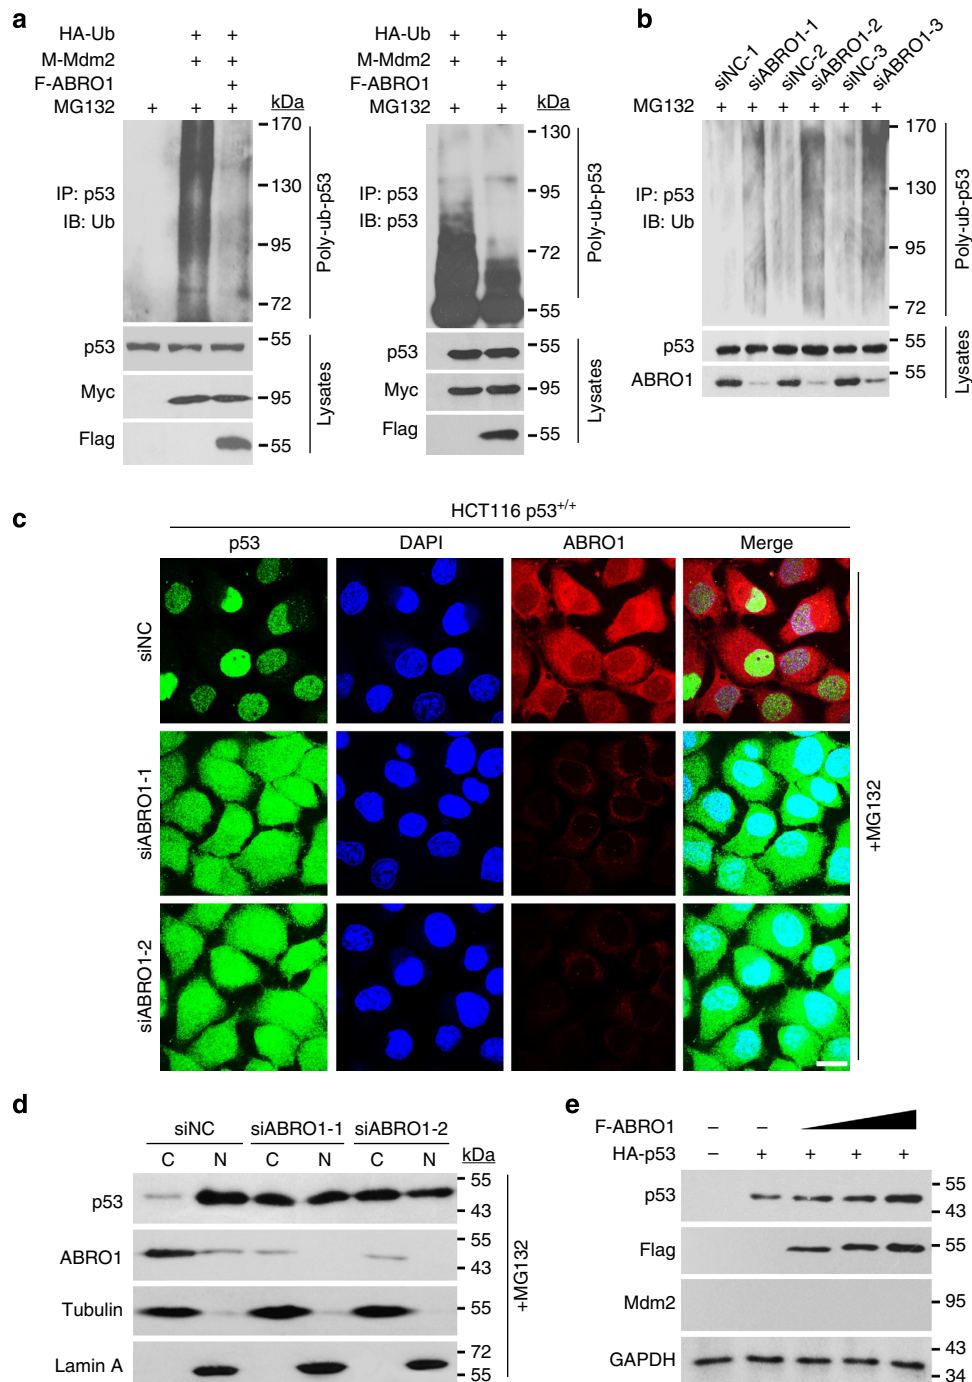 a
HA-Ub + +
M-Mdm2 + +
F-ABRO1 +
MG132 + + + kDa
170
130
95
72
IP: p53
IB: Ub
Poly-ub-p53
p53 55
Myc 95
Flag 55
Lysates
HA-Ub + +
M-Mdm2 + +
F-ABRO1 +
MG132 + + kDa
130
95
72
55
IP: p53
IB: p53
Poly-ub-p53
p53 55
Myc 95
Flag 55
Lysates
b
siNC-1 siABRO1-1 siNC-2 siABRO1-2 siNC-3 siABRO1-3
MG132 + + + + + +
170
130
95
72
IP: p53
IB: Ub
Poly-ub-p53
p53 55
ABRO1 55
Lysates
c
HCT116 p53+/+
p53 DAPI ABRO1 Merge
siNC
siABRO1-1
siABRO1-2
+MG132
d
siNC siABRO1-1 siABRO1-2
C N C N C N kDa
p53 55
43
ABRO1 55
43
Tubulin 55
Lamin A 72
55
+MG132
e
F-ABRO1 – –
HA-p53 – + + + +
p53 55
43
Flag 55
Mdm2 95
GAPDH 43
34